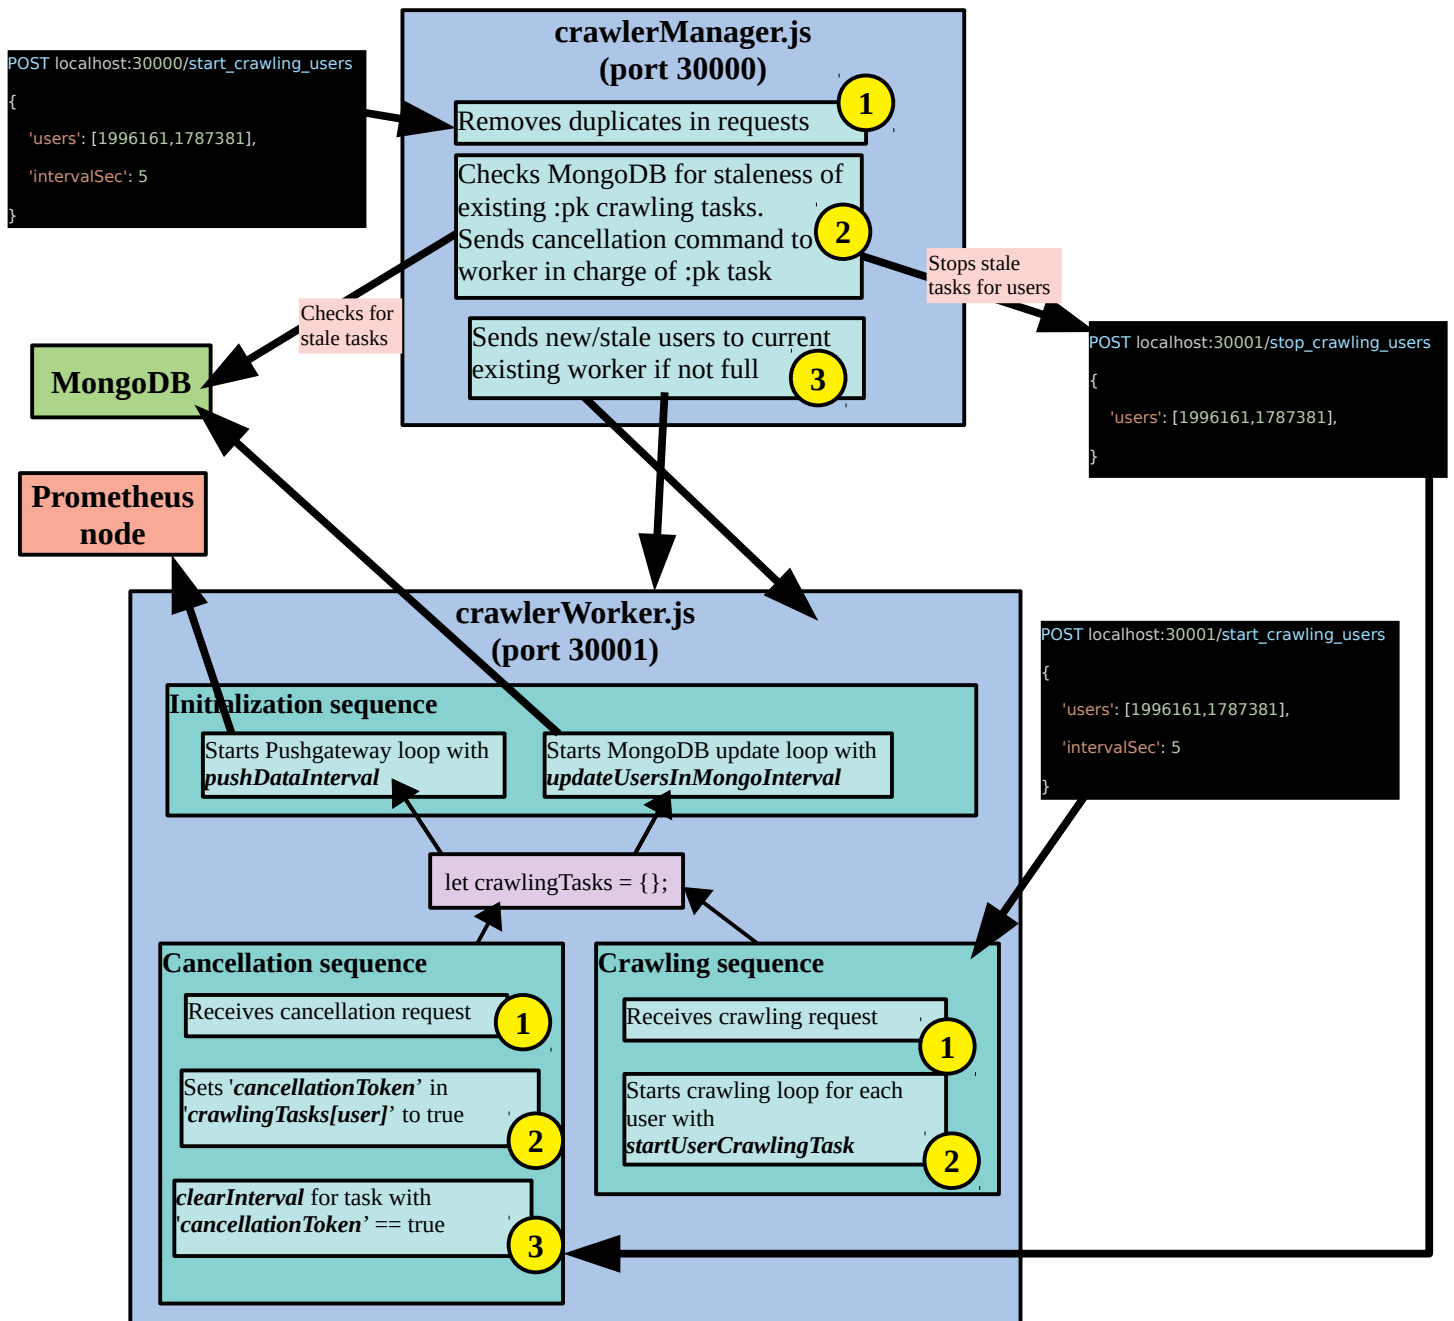 crawlerManager.js
(port 30000)
POST localhost:30000/start_crawling_users
{
'users': [1996161,1787381],
'intervalSec': 5
}
1
Removes duplicates in requests
Checks MongoDB for staleness of
existing :pk crawling tasks.
Sends cancellation command to
worker in charge of :pk task
2
Stops stale
tasks for users
Checks for
stale tasks
Sends new/stale users to current
existing worker if not full
3
MongoDB
POST localhost:30001/stop_crawling_users
{
'users': [1996161,1787381],
}
Prometheus
node
crawlerWorker.js
(port 30001)
POST localhost:30001/start_crawling_users
{
'users': [1996161,1787381],
'intervalSec': 5
}
Initialization sequence
Starts Pushgateway loop with
pushDataInterval
Starts MongoDB update loop with
updateUsersInMongoInterval
let crawlingTasks = {};
Cancellation sequence
Receives cancellation request
1
Sets 'cancellationToken’ in
'crawlingTasks[user]’ to true
2
clearInterval for task with
'cancellationToken’ == true
3
Crawling sequence
Receives crawling request
1
Starts crawling loop for each
user with
startUserCrawlingTask
2